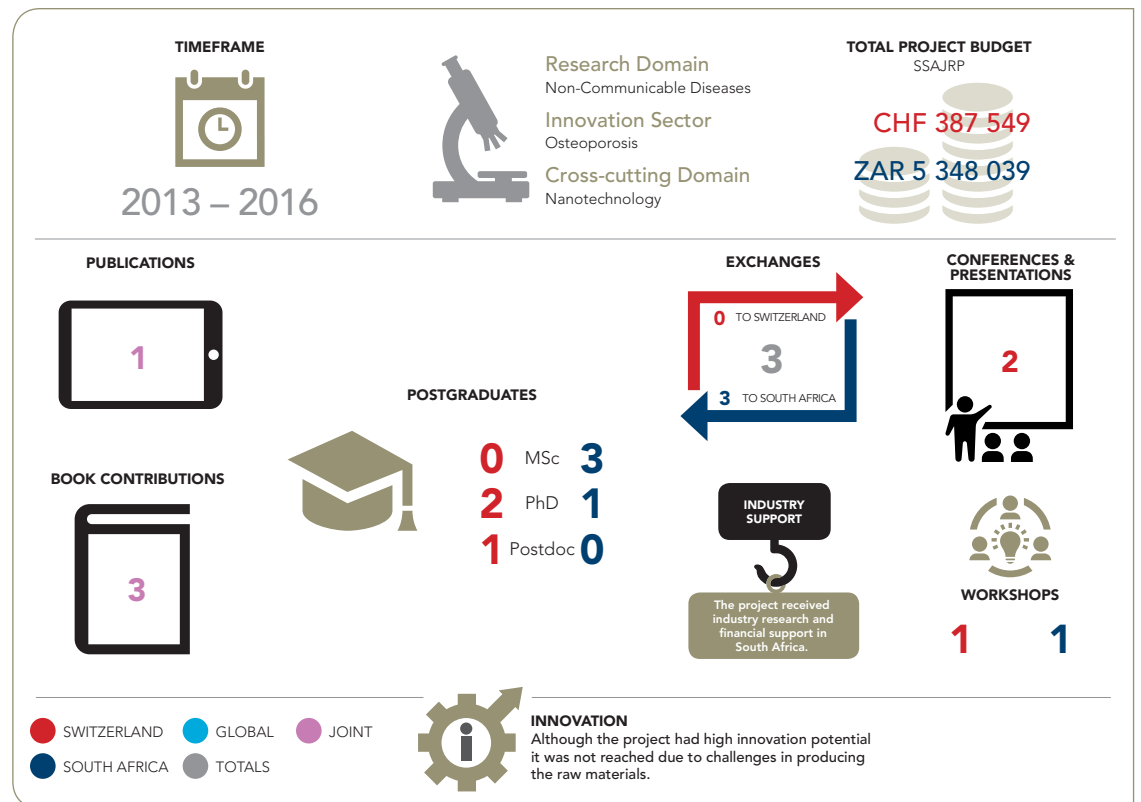 TIMEFRAME
2013 – 2016
Research Domain
Non-Communicable Diseases
Innovation Sector
Osteoporosis
Cross-cutting Domain
Nanotechnology
TOTAL PROJECT BUDGET
SSAJRP
CHF 387 549
ZAR 5 348 039
PUBLICATIONS
1
BOOK CONTRIBUTIONS
3
POSTGRADUATES
0 MSc 3
2 PhD 1
1 Postdoc 0
EXCHANGES
0 TO SWITZERLAND
3
3 TO SOUTH AFRICA
INDUSTRY
SUPPORT
The project received
industry research and
financial support in
South Africa.
CONFERENCES &
PRESENTATIONS
2
WORKSHOPS
1 1
SWITZERLAND GLOBAL JOINT
SOUTH AFRICA TOTALS
i
INNOVATION
Although the project had high innovation potential
it was not reached due to challenges in producing
the raw materials.